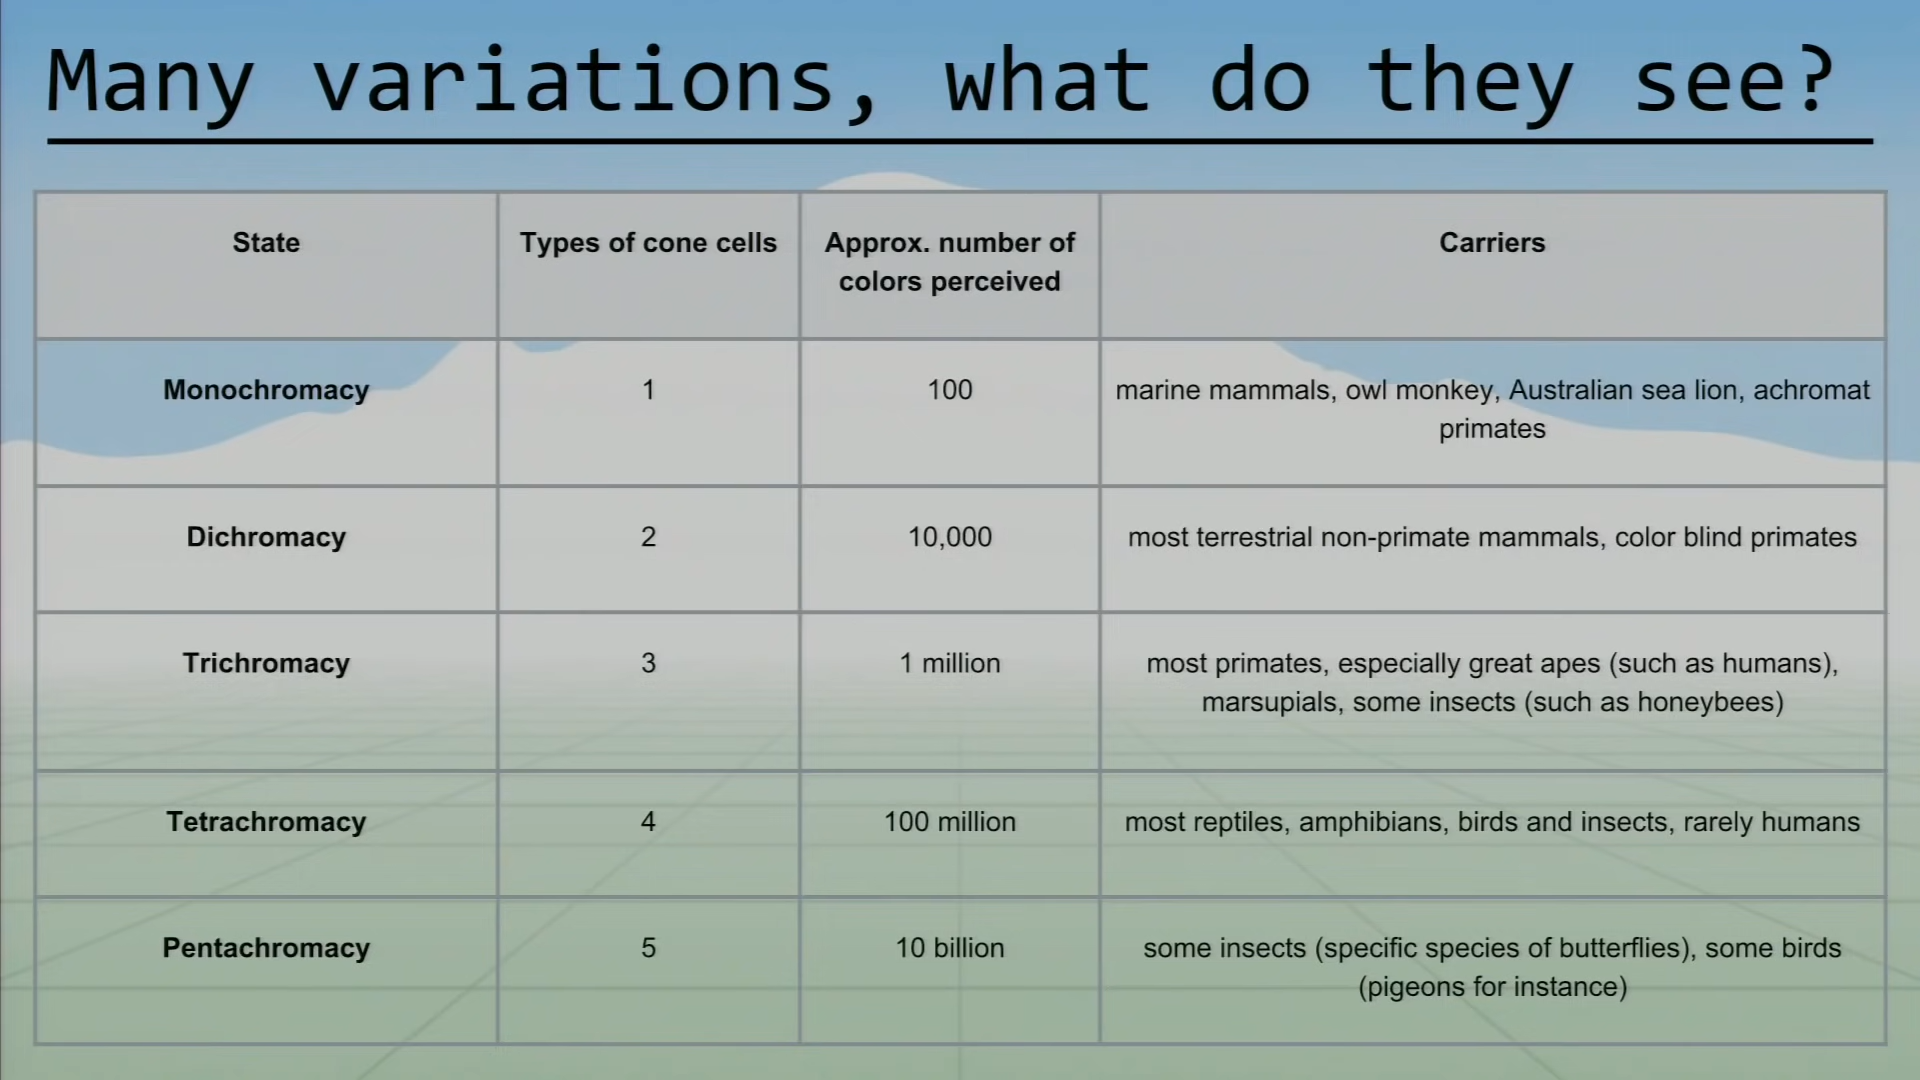 Many variations, what do they see?
State
Types of cone cells
Approx. number of
colors perceived
Carriers
Monochromacy
1
100
marine mammals, owl monkey, Australian sea lion, achromat
primates
Dichromacy
2
10,000
most terrestrial non-primate mammals, color blind primates
Trichromacy
3
1 million
most primates, especially great apes (such as humans),
marsupials, some insects (such as honeybees)
Tetrachromacy
4
100 million
most reptiles, amphibians, birds and insects, rarely humans
Pentachromacy
5
10 billion
some insects (specific species of butterflies), some birds
(pigeons for instance)